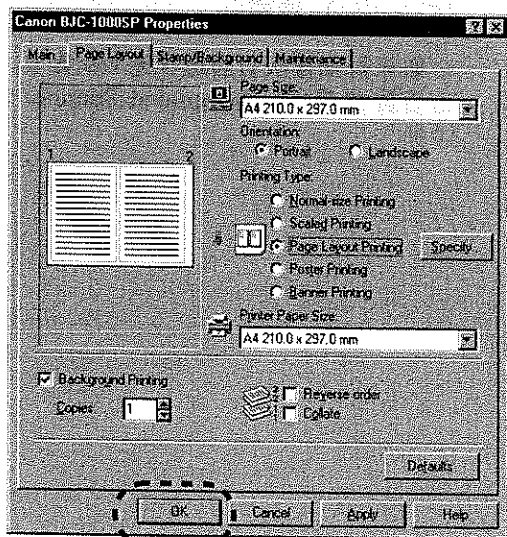 Canon BJC-1000SP Properties
Main Page Layout Stamp/Background Maintenance
Page Size:
A4 210.0 x 297.0 mm
Orientation:
Portrait Landscape
1 2
Printing Type:
Normal-size Printing
Scaled Printing
Page Layout Printing Specify...
Poster Printing
Banner Printing
Printer Paper Size:
A4 210.0 x 297.0 mm
Background Printing
Copies: 1
Reverse order
Collate
Defaults
OK Cancel Apply Help